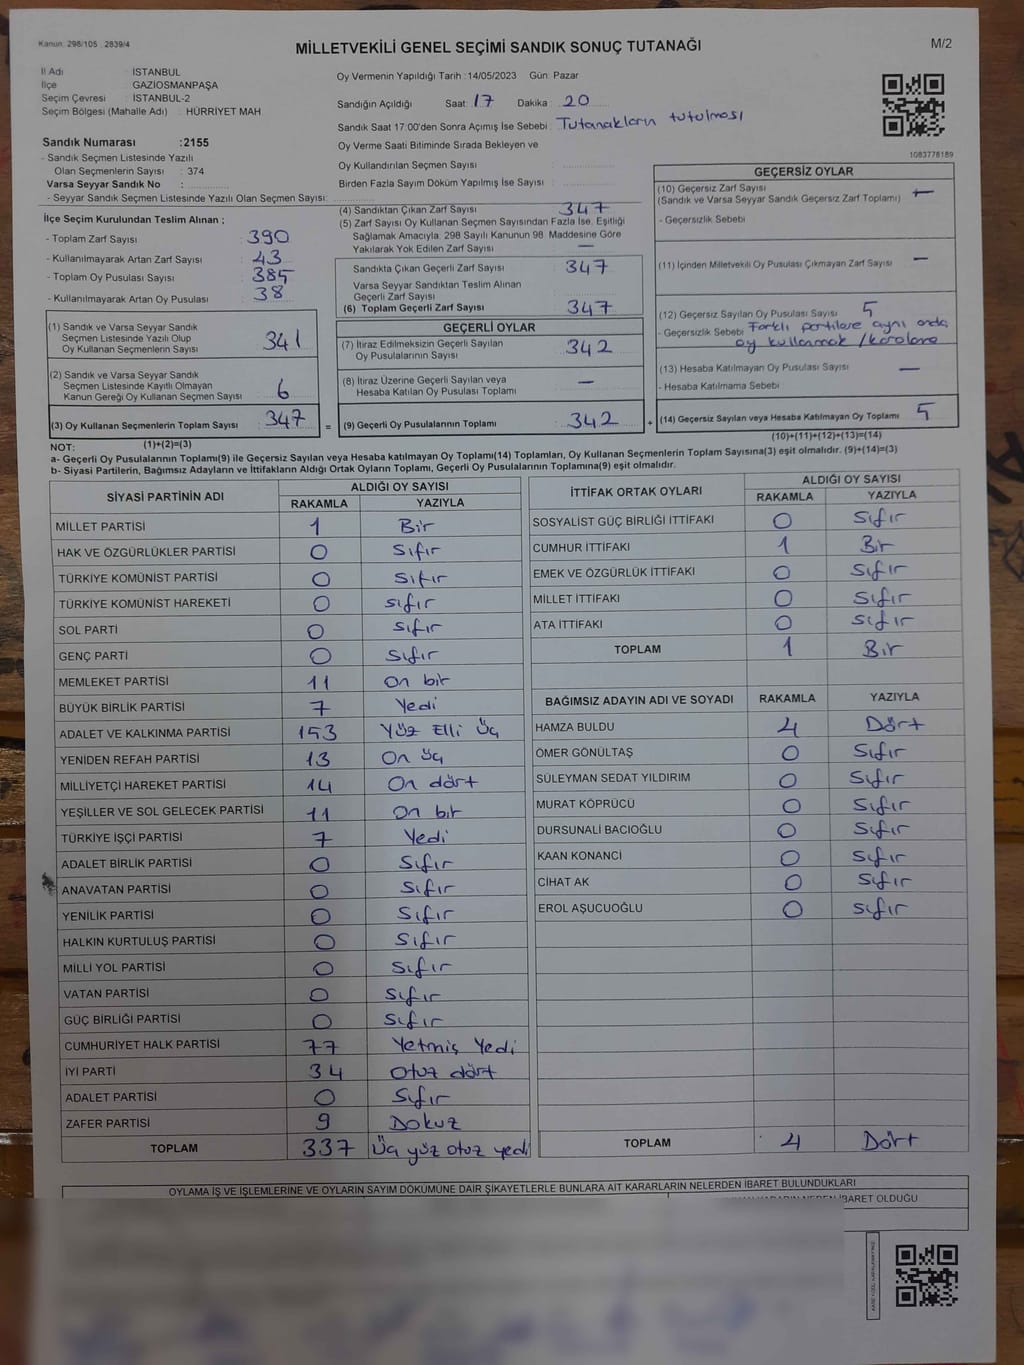 Kanun: 298/105 , 2839/4
MİLLETVEKİLİ GENEL SEÇİMİ SANDIK SONUÇ TUTANAĞI
M/2
İl Adı : İSTANBUL
İlçe : GAZİOSMANPAŞA
Seçim Çevresi : İSTANBUL-2
Seçim Bölgesi (Mahalle Adı) : HÜRRİYET MAH
Oy Vermenin Yapıldığı Tarih :14/05/2023 Gün: Pazar
Sandığın Açıldığı Saat: 17 Dakika : 20
Sandık Saat 17:00'den Sonra Açımış İse Sebebi : Tutanakların tutulması
Oy Verme Saati Bitiminde Sırada Bekleyen ve
Oy Kullandırılan Seçmen Sayısı :
Birden Fazla Sayım Döküm Yapılmış İse Sayısı :
1083778189
Sandık Numarası :2155
- Sandık Seçmen Listesinde Yazılı
Olan Seçmenlerin Sayısı : 374
Varsa Seyyar Sandık No :
- Seyyar Sandık Seçmen Listesinde Yazılı Olan Seçmen Sayısı:
İlçe Seçim Kurulundan Teslim Alınan ;
- Toplam Zarf Sayısı : 390
- Kullanılmayarak Artan Zarf Sayısı : 43
- Toplam Oy Pusulası Sayısı : 385
- Kullanılmayarak Artan Oy Pusulası : 38
(1) Sandık ve Varsa Seyyar Sandık
Seçmen Listesinde Yazılı Olup
Oy Kullanan Seçmenlerin Sayısı : 341
(2) Sandık ve Varsa Seyyar Sandık
Seçmen Listesinde Kayıtlı Olmayan
Kanun Gereği Oy Kullanan Seçmen Sayısı : 6
(3) Oy Kullanan Seçmenlerin Toplam Sayısı : 347
(1)+(2)=(3)
(4) Sandıktan Çıkan Zarf Sayısı : 347
(5) Zarf Sayısı Oy Kullanan Seçmen Sayısından Fazla İse, Eşitliği
Sağlamak Amacıyla, 298 Sayılı Kanunun 98. Maddesine Göre
Yakılarak Yok Edilen Zarf Sayısı : —
Sandıkta Çıkan Geçerli Zarf Sayısı : 347
Varsa Seyyar Sandıktan Teslim Alınan
Geçerli Zarf Sayısı :
(6) Toplam Geçerli Zarf Sayısı : 347
GEÇERLİ OYLAR
(7) İtiraz Edilmeksizin Geçerli Sayılan
Oy Pusulalarının Sayısı : 342
(8) İtiraz Üzerine Geçerli Sayılan veya
Hesaba Katılan Oy Pusulası Toplamı : —
= (9) Geçerli Oy Pusulalarının Toplamı : 342
GEÇERSİZ OYLAR
(10) Geçersiz Zarf Sayısı : —
(Sandık ve Varsa Seyyar Sandık Geçersiz Zarf Toplamı)
- Geçersizlik Sebebi
(11) İçinden Milletvekili Oy Pusulası Çıkmayan Zarf Sayısı : —
(12) Geçersiz Sayılan Oy Pusulası Sayısı : 5
- Geçersizlik Sebebi : Farklı partilere aynı anda
oy kullanmak /karalama
(13) Hesaba Katılmayan Oy Pusulası Sayısı : —
- Hesaba Katılmama Sebebi :
+ (14) Geçersiz Sayılan veya Hesaba Katılmayan Oy Toplamı : 5
(10)+(11)+(12)+(13)=(14)
NOT:
a- Geçerli Oy Pusulalarının Toplamı(9) ile Geçersiz Sayılan veya Hesaba katılmayan Oy Toplamı(14) Toplamları, Oy Kullanan Seçmenlerin Toplam Sayısına(3) eşit olmalıdır. (9)+(14)=(3)
b- Siyasi Partilerin, Bağımsız Adayların ve İttifakların Aldığı Ortak Oyların Toplamı, Geçerli Oy Pusulalarının Toplamına(9) eşit olmalıdır.
SİYASİ PARTİNİN ADI ALDIĞI OY SAYISI
RAKAMLA YAZIYLA
MİLLET PARTİSİ 1 Bir
HAK VE ÖZGÜRLÜKLER PARTİSİ 0 Sıfır
TÜRKİYE KOMÜNİST PARTİSİ 0 Sıfır
TÜRKİYE KOMÜNİST HAREKETİ 0 Sıfır
SOL PARTİ 0 Sıfır
GENÇ PARTİ 0 Sıfır
MEMLEKET PARTİSİ 11 On bir
BÜYÜK BİRLİK PARTİSİ 7 Yedi
ADALET VE KALKINMA PARTİSİ 153 Yüz Elli Üç
YENİDEN REFAH PARTİSİ 13 On üç
MİLLİYETÇİ HAREKET PARTİSİ 14 On dört
YEŞİLLER VE SOL GELECEK PARTİSİ 11 On bir
TÜRKİYE İŞÇİ PARTİSİ 7 Yedi
ADALET BİRLİK PARTİSİ 0 Sıfır
ANAVATAN PARTİSİ 0 Sıfır
YENİLİK PARTİSİ 0 Sıfır
HALKIN KURTULUŞ PARTİSİ 0 Sıfır
MİLLİ YOL PARTİSİ 0 Sıfır
VATAN PARTİSİ 0 Sıfır
GÜÇ BİRLİĞİ PARTİSİ 0 Sıfır
CUMHURİYET HALK PARTİSİ 77 Yetmiş Yedi
İYİ PARTİ 34 Otuz dört
ADALET PARTİSİ 0 Sıfır
ZAFER PARTİSİ 9 Dokuz
TOPLAM 337 Üç yüz otuz yedi
İTTİFAK ORTAK OYLARI ALDIĞI OY SAYISI
RAKAMLA YAZIYLA
SOSYALİST GÜÇ BİRLİĞİ İTTİFAKI 0 Sıfır
CUMHUR İTTİFAKI 1 Bir
EMEK VE ÖZGÜRLÜK İTTİFAKI 0 Sıfır
MİLLET İTTİFAKI 0 Sıfır
ATA İTTİFAKI 0 Sıfır
TOPLAM 1 Bir
BAĞIMSIZ ADAYIN ADI VE SOYADI RAKAMLA YAZIYLA
HAMZA BULDU 4 Dört
ÖMER GÖNÜLTAŞ 0 Sıfır
SÜLEYMAN SEDAT YILDIRIM 0 Sıfır
MURAT KÖPRÜCÜ 0 Sıfır
DURSUNALİ BACIOĞLU 0 Sıfır
KAAN KONANCİ 0 Sıfır
CİHAT AK 0 Sıfır
EROL AŞUCUOĞLU 0 Sıfır
TOPLAM 4 Dört
OYLAMA İŞ VE İŞLEMLERİNE VE OYLARIN SAYIM DÖKÜMÜNE DAİR ŞİKAYETLERLE BUNLARA AİT KARARLARIN NELERDEN İBARET BULUNDUKLARI
İBARET OLDUĞU